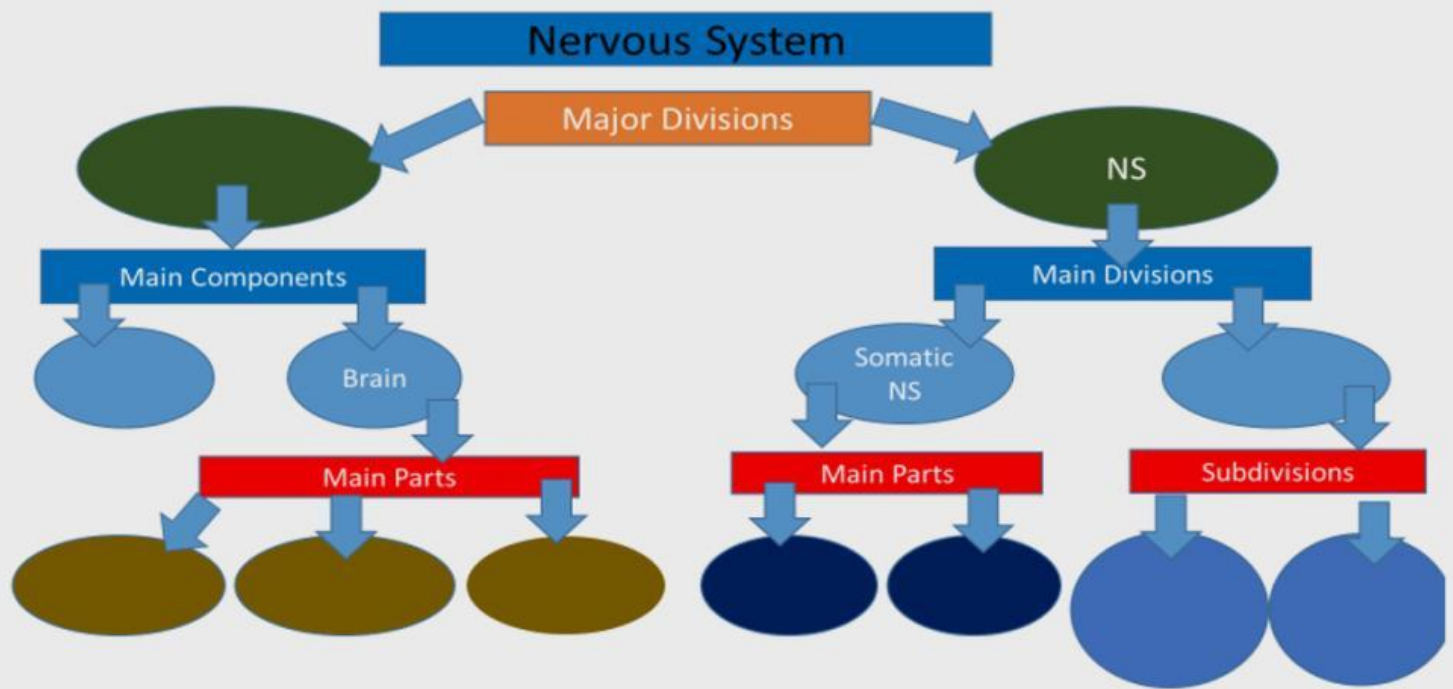 Nervous System
Major Divisions
NS
Main Components
Main Divisions
Brain
Somatic
NS
Main Parts
Main Parts
Subdivisions